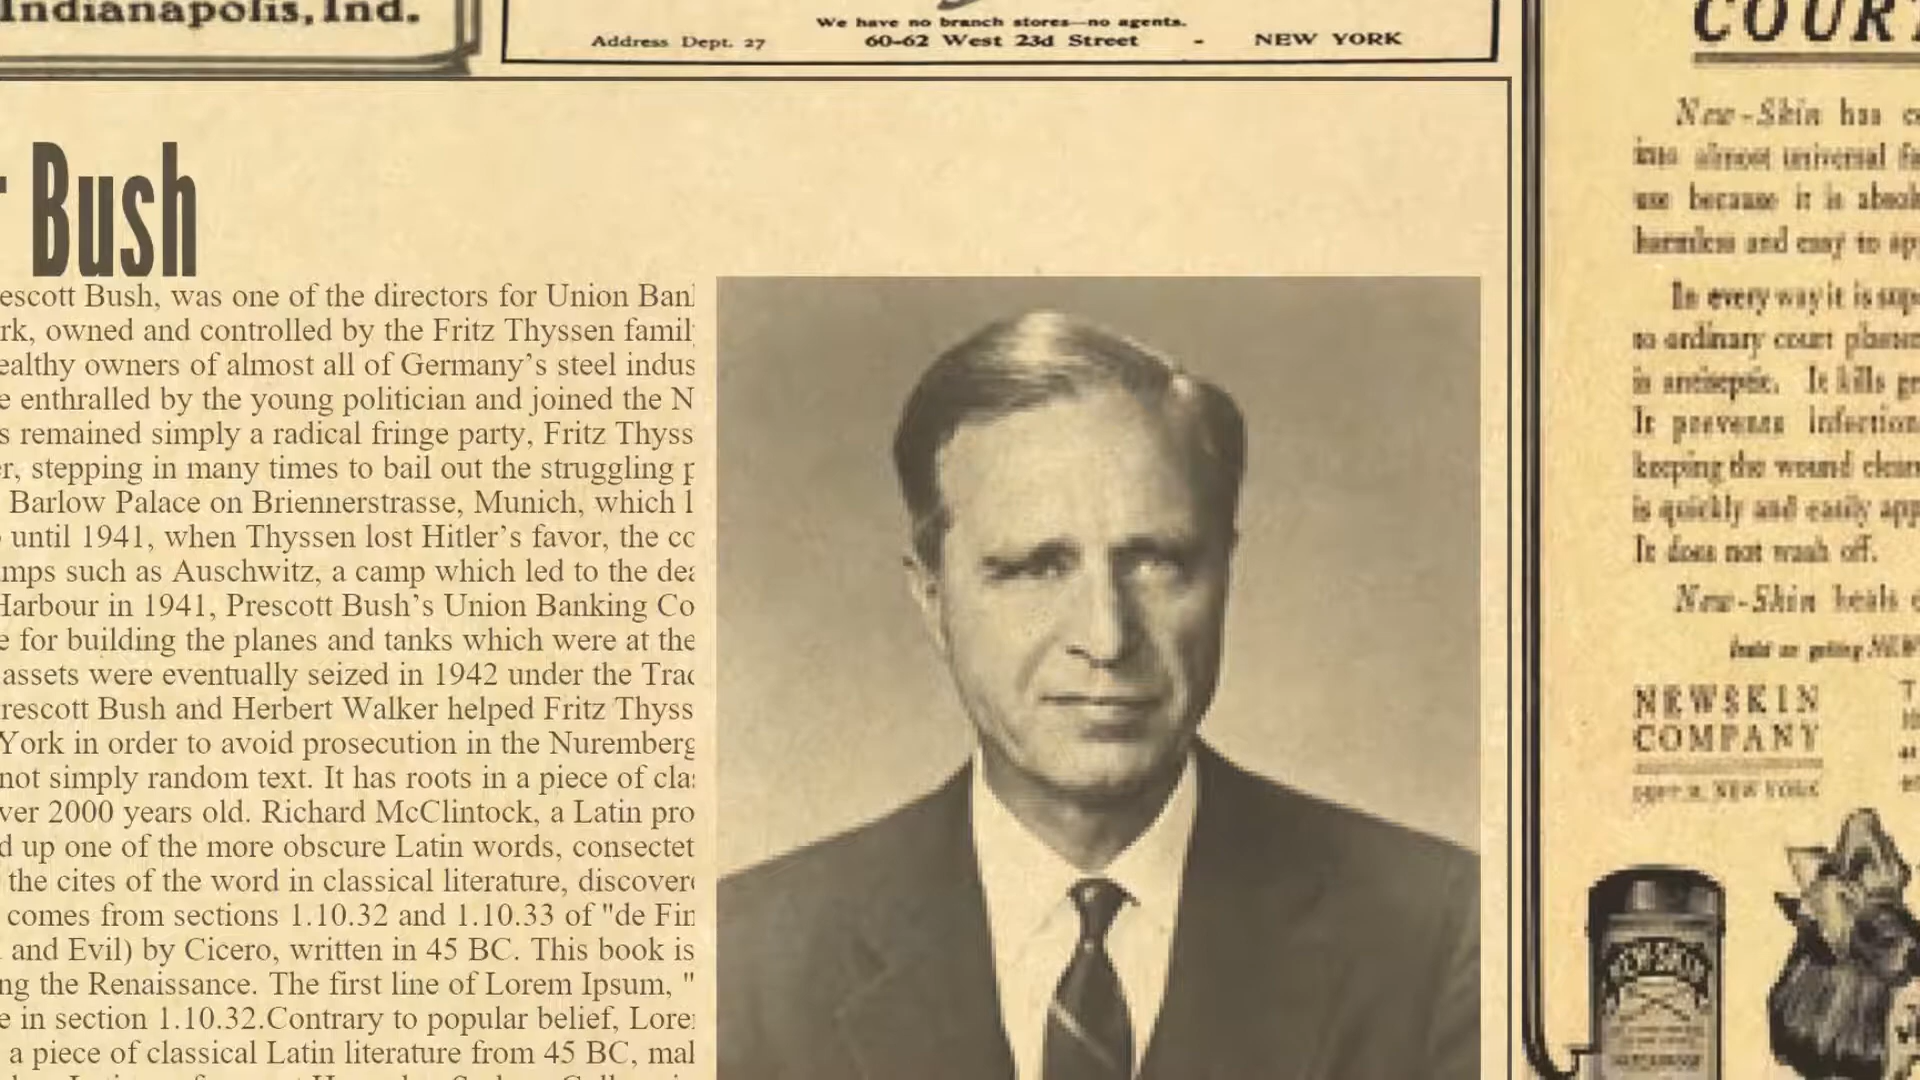 Indianapolis, Ind.
We have no branch stores—no agents.
Address Dept. 27 60-62 West 23d Street - NEW YORK
Bush
escott Bush, was one of the directors for Union Ban
rk, owned and controlled by the Fritz Thyssen famil
ealthy owners of almost all of Germany’s steel indus
e enthralled by the young politician and joined the N
s remained simply a radical fringe party, Fritz Thyss
er, stepping in many times to bail out the struggling p
Barlow Palace on Briennerstrasse, Munich, which l
until 1941, when Thyssen lost Hitler’s favor, the cc
mps such as Auschwitz, a camp which led to the dea
Harbour in 1941, Prescott Bush’s Union Banking Co
e for building the planes and tanks which were at the
assets were eventually seized in 1942 under the Trac
rescott Bush and Herbert Walker helped Fritz Thyss
York in order to avoid prosecution in the Nuremberg
not simply random text. It has roots in a piece of clas
ver 2000 years old. Richard McClintock, a Latin pro
d up one of the more obscure Latin words, consectet
the cites of the word in classical literature, discovere
comes from sections 1.10.32 and 1.10.33 of "de Fin
and Evil) by Cicero, written in 45 BC. This book is
ng the Renaissance. The first line of Lorem Ipsum, "
e in section 1.10.32.Contrary to popular belief, Lore
a piece of classical Latin literature from 45 BC, mal
COURT
New-Skin has c
into almost universal fa
use because it is absol
harmless and easy to ap
In every way it is supe
to ordinary court plaste
is antiseptic. It kills ge
It prevents infection
keeping the wound clean
is quickly and easily app
It does not wash off.
New-Skin heals c
NEWSKIN
COMPANY
NEW YORK